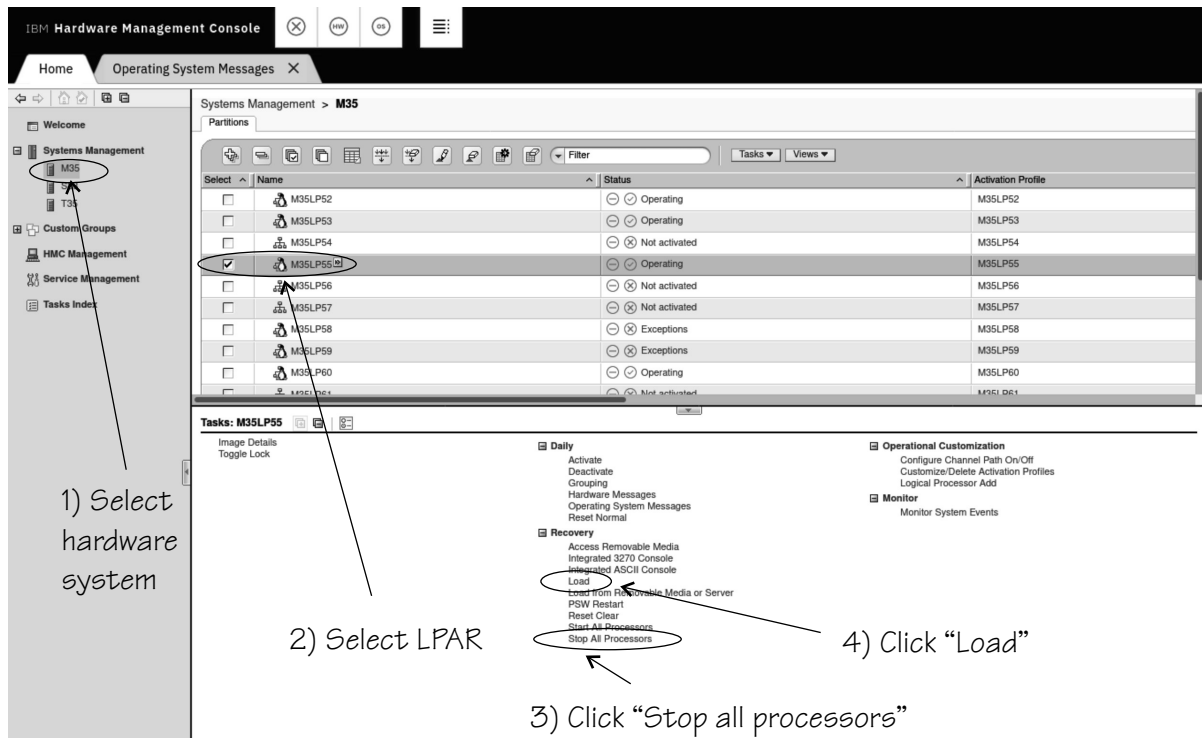 IBM Hardware Management Console
HW
OS
Home
Operating System Messages X
Welcome
Systems Management
M35
T35
Custom Groups
HMC Management
Service Management
Tasks Index
Systems Management > M35
Partitions
Filter
Tasks
Views
Select Name Status Activation Profile
M35LP52 Operating M35LP52
M35LP53 Operating M35LP53
M35LP54 Not activated M35LP54
M35LP55 Operating M35LP55
M35LP56 Not activated M35LP56
M35LP57 Not activated M35LP57
M35LP58 Exceptions M35LP58
M35LP59 Exceptions M35LP59
M35LP60 Operating M35LP60
M35LP61 Not activated M35LP61
Tasks: M35LP55
Image Details
Toggle Lock
Daily
Activate
Deactivate
Grouping
Hardware Messages
Operating System Messages
Reset Normal
Recovery
Access Removable Media
Integrated 3270 Console
Integrated ASCII Console
Load
Load from Removable Media or Server
PSW Restart
Reset Clear
Start All Processors
Stop All Processors
Operational Customization
Configure Channel Path On/Off
Customize/Delete Activation Profiles
Logical Processor Add
Monitor
Monitor System Events
1) Select
hardware
system
2) Select LPAR
4) Click “Load”
3) Click “Stop all processors”